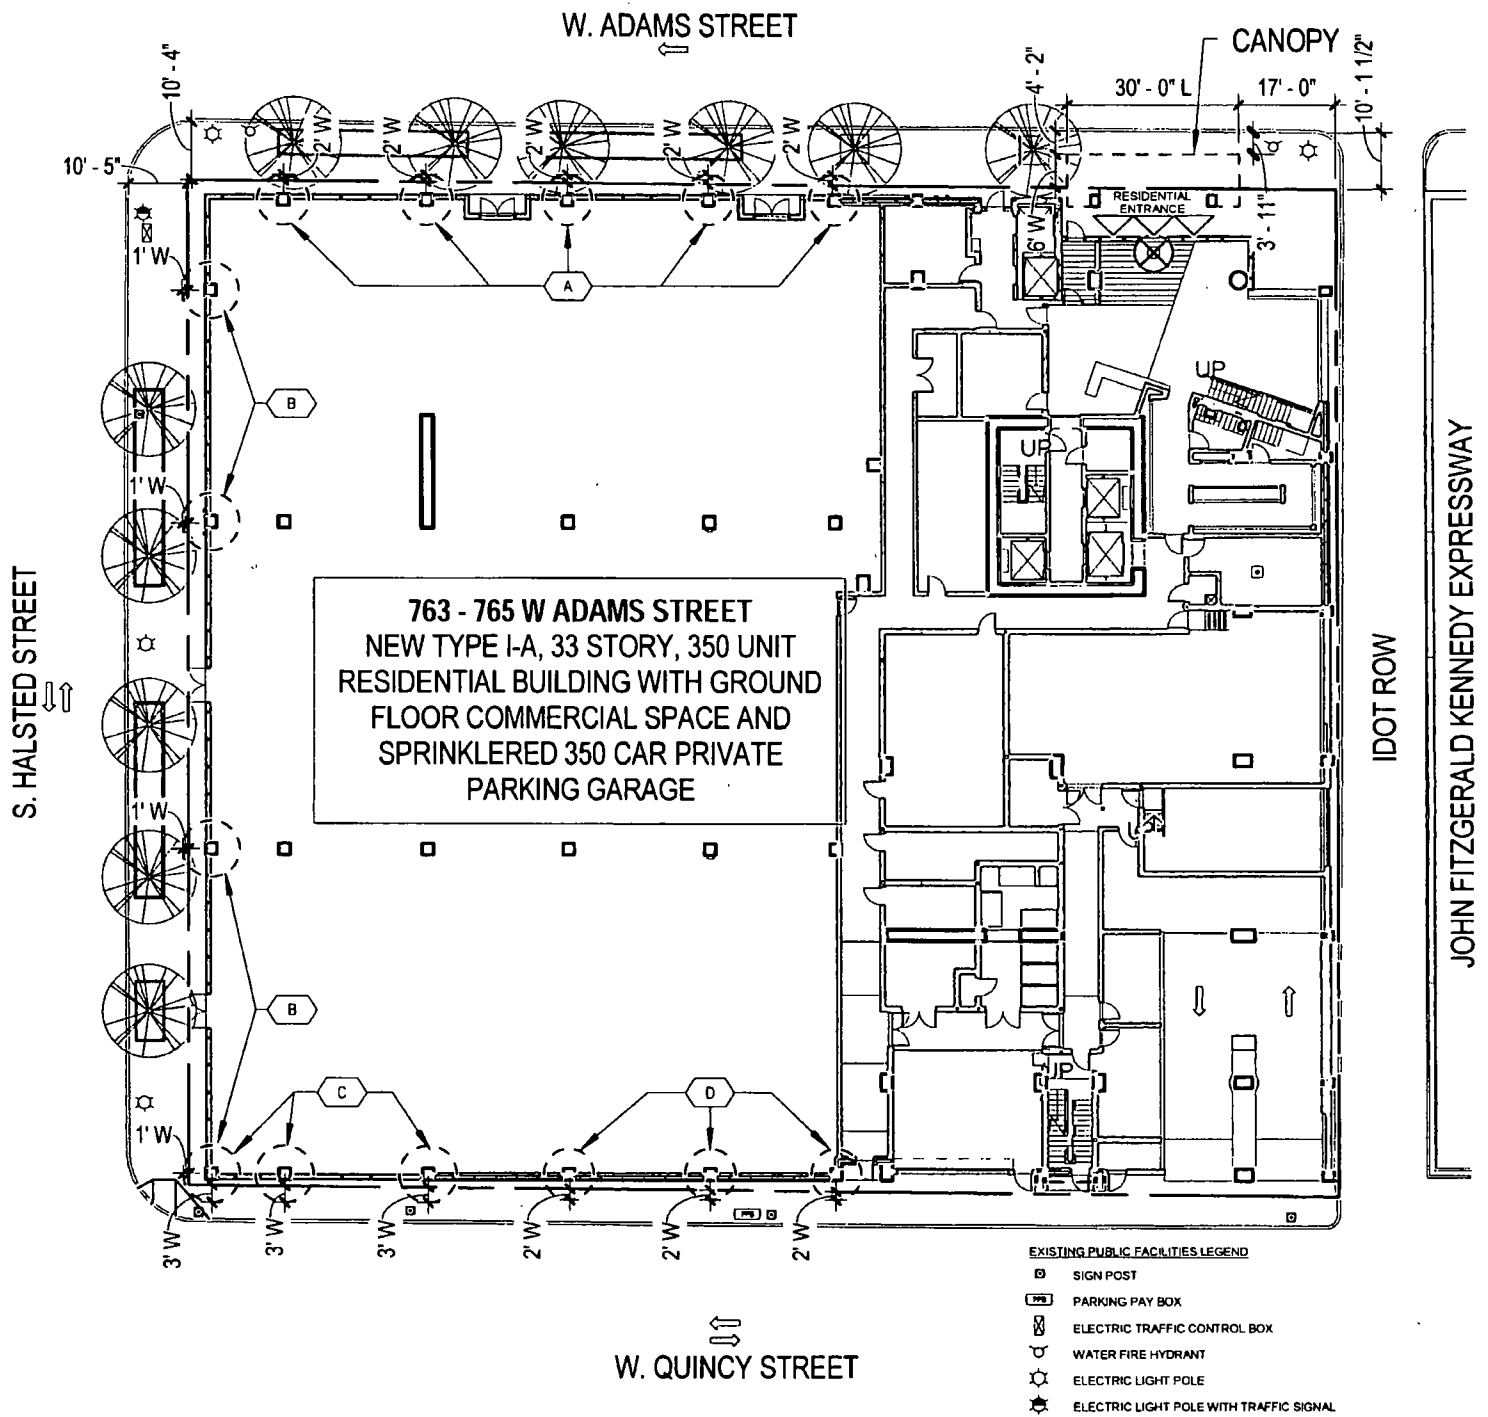 W. ADAMS STREET
CANOPY
10' - 4"
4' - 2"
30' - 0" L
17' - 0"
10' - 1 1/2"
2' W
2' W
2' W
2' W
2' W
10' - 5"
RESIDENTIAL
ENTRANCE
6' W
3' - 11"
1' W
A
B
UP
UP
1' W
763 - 765 W ADAMS STREET
NEW TYPE I-A, 33 STORY, 350 UNIT
RESIDENTIAL BUILDING WITH GROUND
FLOOR COMMERCIAL SPACE AND
SPRINKLERED 350 CAR PRIVATE
PARKING GARAGE
S. HALSTED STREET
IDOT ROW
JOHN FITZGERALD KENNEDY EXPRESSWAY
1' W
B
UP
C
D
1' W
3' W
3' W
3' W
2' W
2' W
2' W
PPB
W. QUINCY STREET
EXISTING PUBLIC FACILITIES LEGEND
SIGN POST
PPB PARKING PAY BOX
ELECTRIC TRAFFIC CONTROL BOX
WATER FIRE HYDRANT
ELECTRIC LIGHT POLE
ELECTRIC LIGHT POLE WITH TRAFFIC SIGNAL